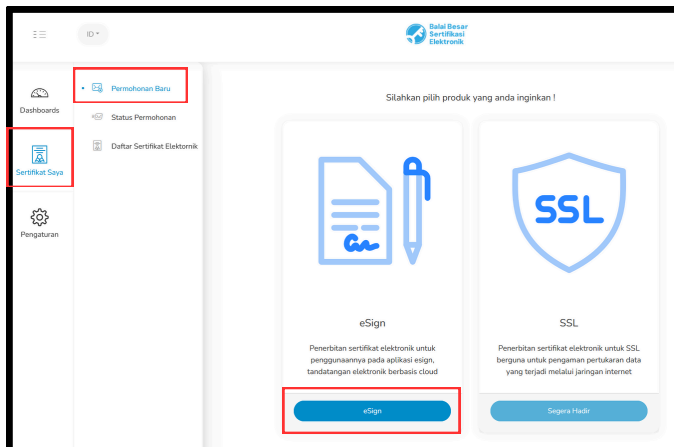 ID
Balai Besar
Sertifikasi
Elektronik
Dashboards
Sertifikat Saya
Pengaturan
Permohonan Baru
Status Permohonan
Daftar Sertifikat Elektornik
Silahkan pilih produk yang anda inginkan !
eSign
Penerbitan sertifikat elektronik untuk
penggunaannya pada aplikasi esign,
tandatangan elektronik berbasis cloud
eSign
SSL
SSL
Penerbitan sertifikat elektronik untuk SSL
berguna untuk pengaman pertukaran data
yang terjadi melalui jaringan internet
Segera Hadir